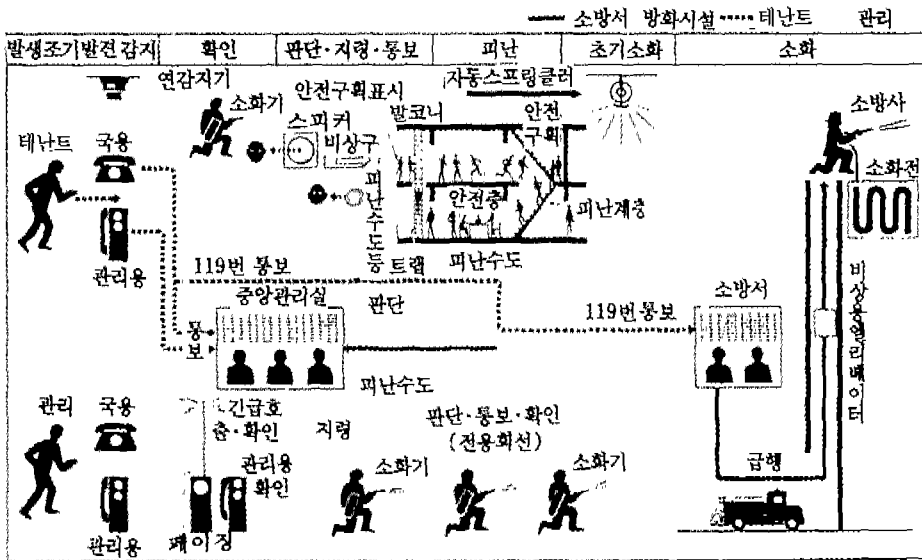 소방서 방화시설 테넌트 관리
발생조기발견감지 확인 판단·지령·통보 피난 초기소화 소화
연감지기
소화기
안전구획표시
스피커
비상구
자동스프링클러
발코니
안전
구획
소방사
테넌트
국용
소화전
피난수도등
안전층
피난계층
관리용
트랩
피난수도
119번 통보
중앙관리실
판단
소방서
119번통보
통보
비상용엘리베이터
피난수도
관리
국용
긴급호
출·확인
지령
판단·통보·확인
(전용회선)
관리용
확인
소화기
소화기
급행
관리용
페이징